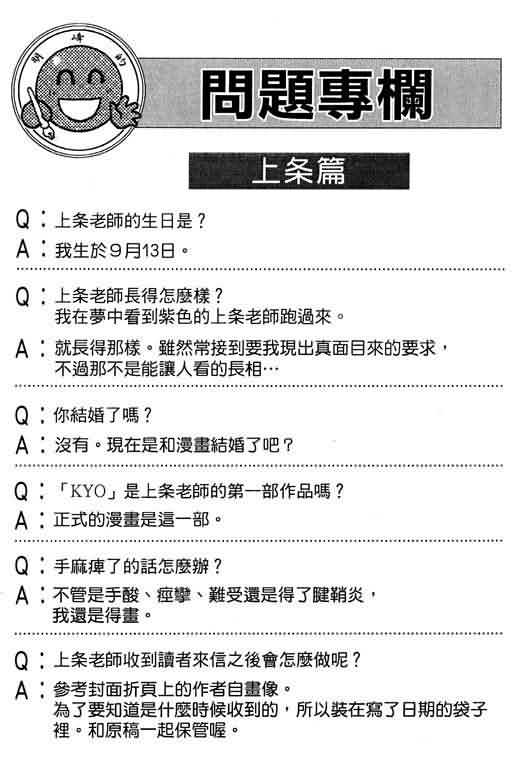 明峰的
問題專欄
上条篇
Q：上条老師的生日是？
A：我生於9月13日。
Q：上条老師長得怎麼樣？
我在夢中看到紫色的上条老師跑過來。
A：就長得那樣。雖然常接到要我現出真面目來的要求，
不過那不是能讓人看的長相…
Q：你結婚了嗎？
A：沒有。現在是和漫畫結婚了吧？
Q：「KYO」是上条老師的第一部作品嗎？
A：正式的漫畫是這一部。
Q：手麻痺了的話怎麼辦？
A：不管是手酸、痙攣、難受還是得了腱鞘炎，
我還是得畫。
Q：上条老師收到讀者來信之後會怎麼做呢？
A：參考封面折頁上的作者自畫像。
為了要知道是什麼時候收到的，所以裝在寫了日期的袋子
裡。和原稿一起保管喔。